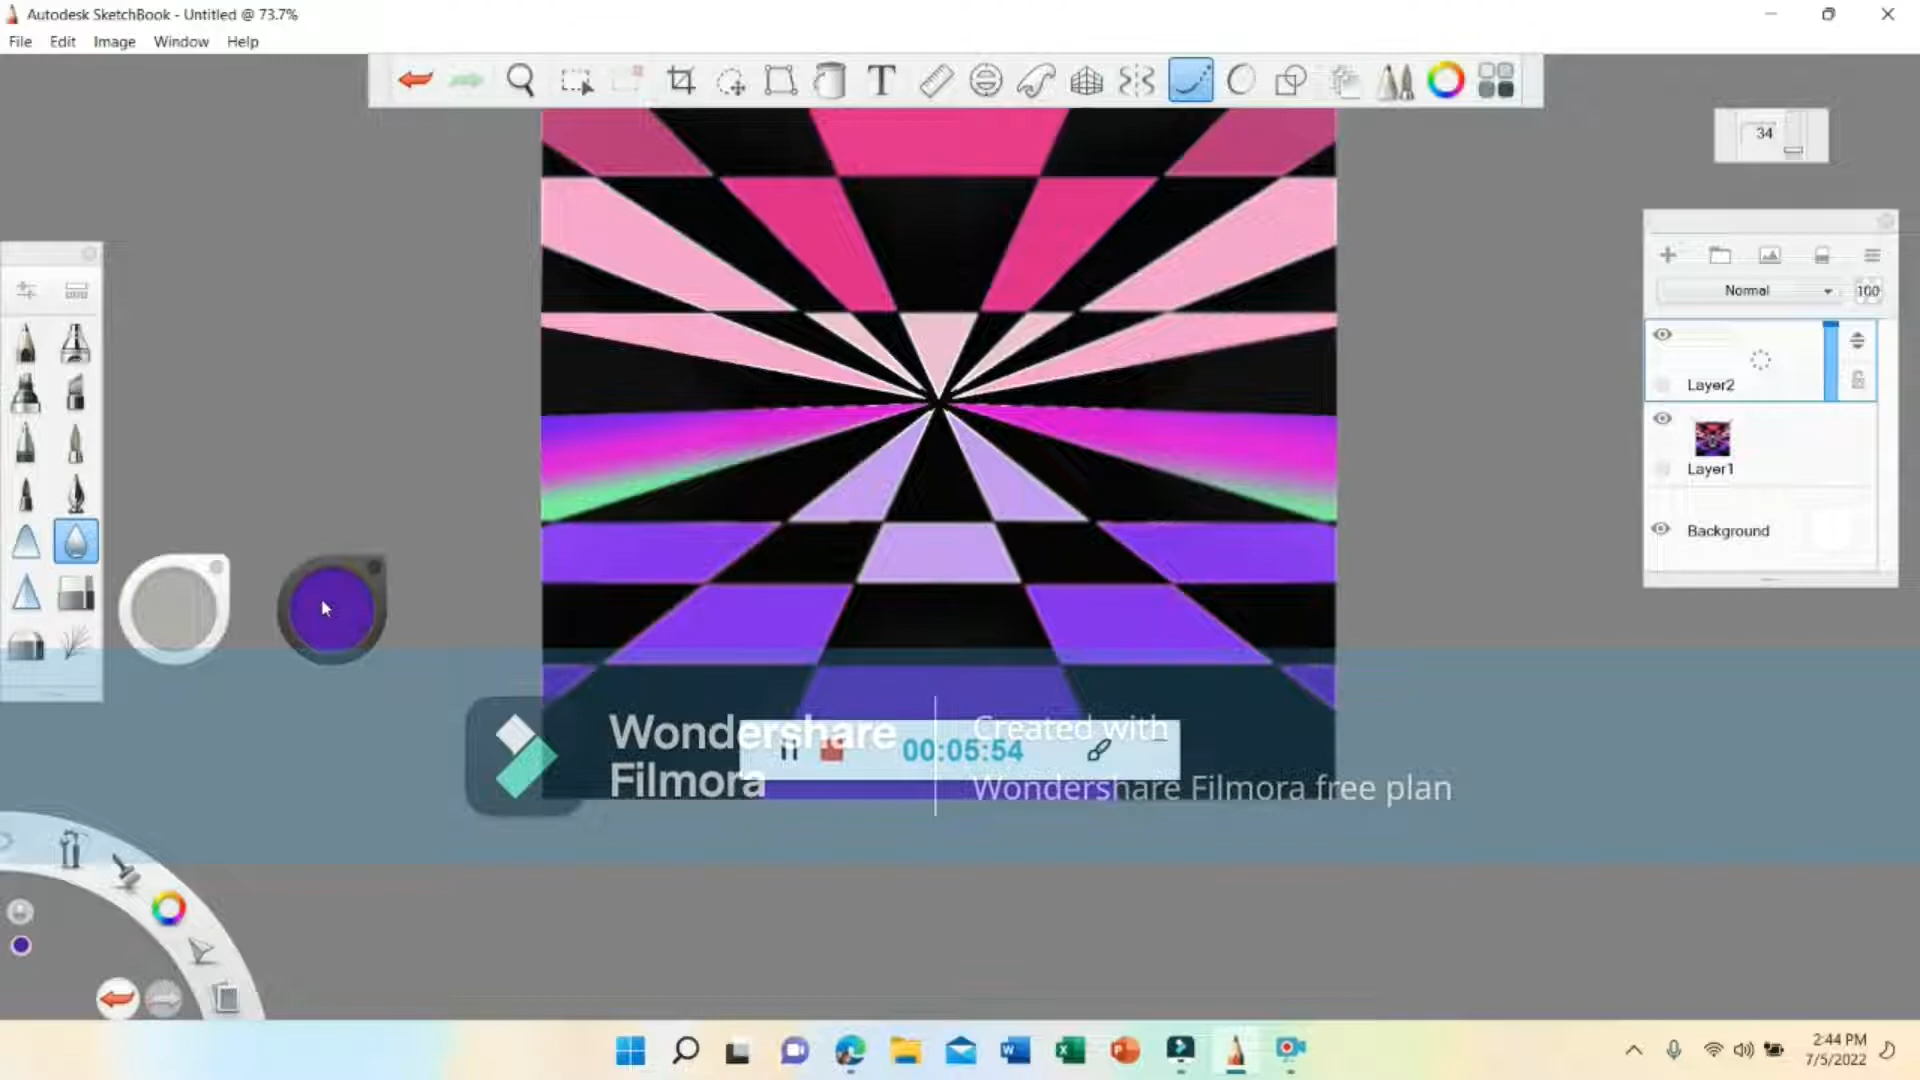 Autodesk SketchBook - Untitled @ 73.7%
File Edit Image Window Help
T
34
Normal 100
Layer2
Layer1
Background
Wondershare
Filmora
00:05:54
Created with
Wondershare Filmora free plan
2:44 PM
7/5/2022